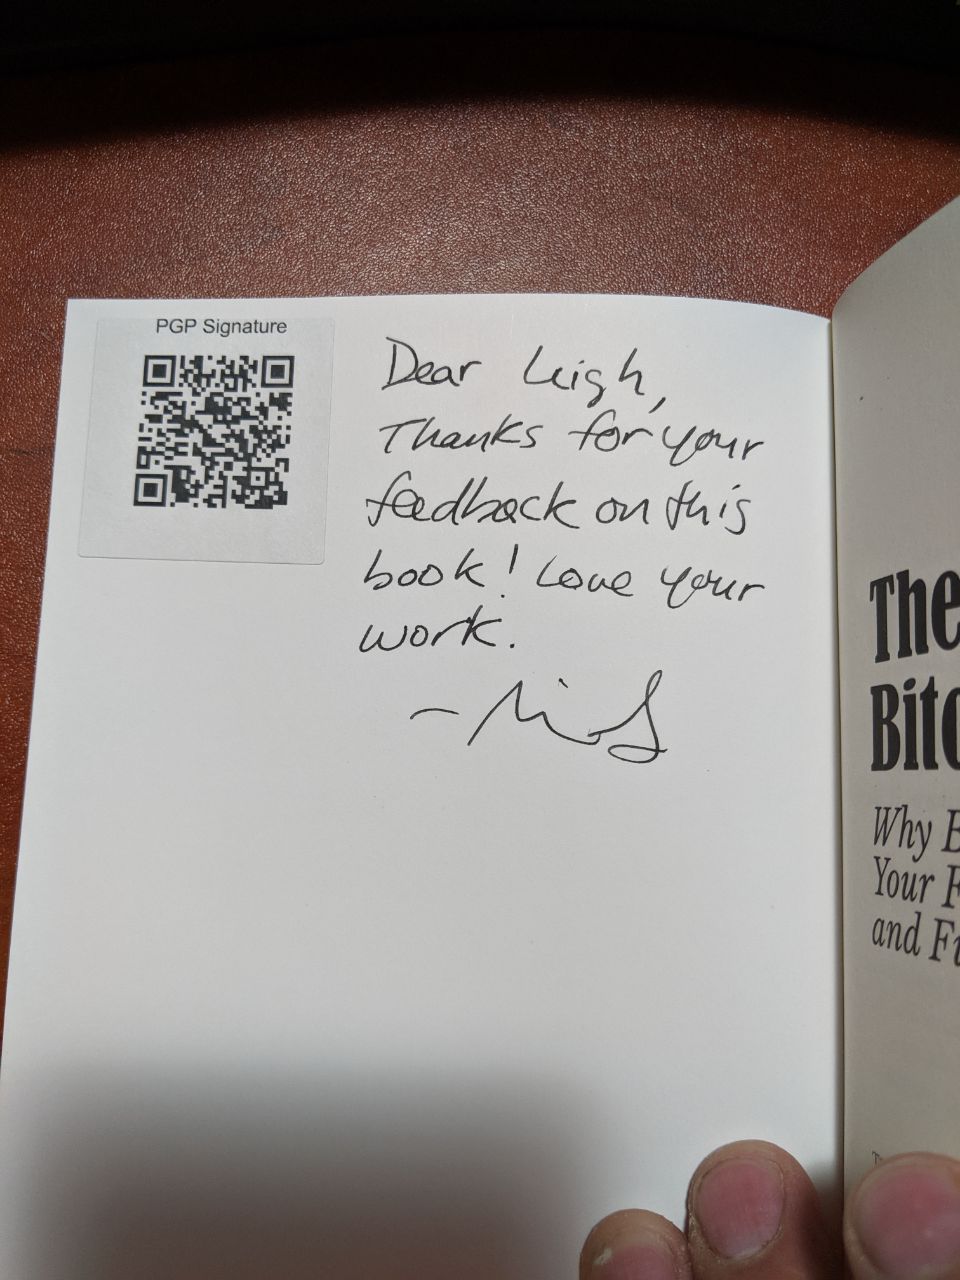 PGP Signature
Dear Leigh,
Thanks for your
feedback on this
book! Love your
work.
The
Bitc
Why B
Your F
and Fu